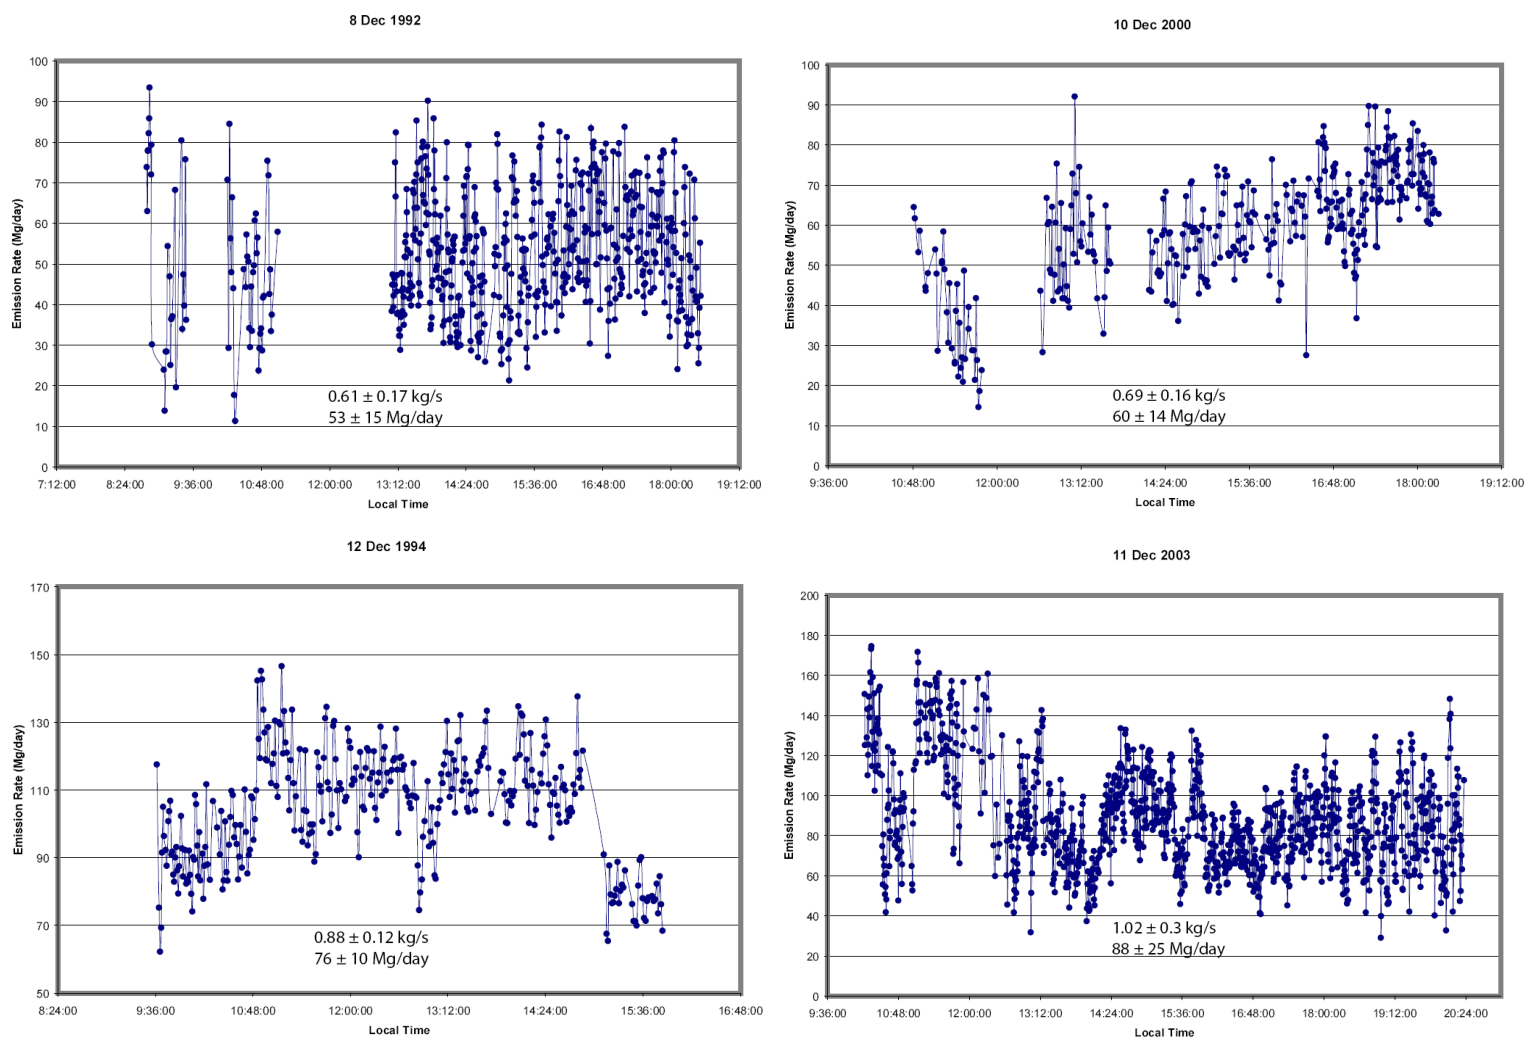 8 Dec 1992
100
90
80
70
60
50
40
30
20
10
0
Emission Rate (Mg/day)
0.61 ± 0.17 kg/s
53 ± 15 Mg/day
7:12:00 8:24:00 9:36:00 10:48:00 12:00:00 13:12:00 14:24:00 15:36:00 16:48:00 18:00:00 19:12:00
Local Time
10 Dec 2000
100
90
80
70
60
50
40
30
20
10
0
Emission Rate (Mg/day)
0.69 ± 0.16 kg/s
60 ± 14 Mg/day
9:36:00 10:48:00 12:00:00 13:12:00 14:24:00 15:36:00 16:48:00 18:00:00 19:12:00
Local Time
12 Dec 1994
170
150
130
110
90
70
50
Emission Rate (Mg/day)
0.88 ± 0.12 kg/s
76 ± 10 Mg/day
8:24:00 9:36:00 10:48:00 12:00:00 13:12:00 14:24:00 15:36:00 16:48:00
Local Time
11 Dec 2003
200
180
160
140
120
100
80
60
40
20
0
Emission Rate (Mg/day)
1.02 ± 0.3 kg/s
88 ± 25 Mg/day
9:36:00 10:48:00 12:00:00 13:12:00 14:24:00 15:36:00 16:48:00 18:00:00 19:12:00 20:24:00
Local Time